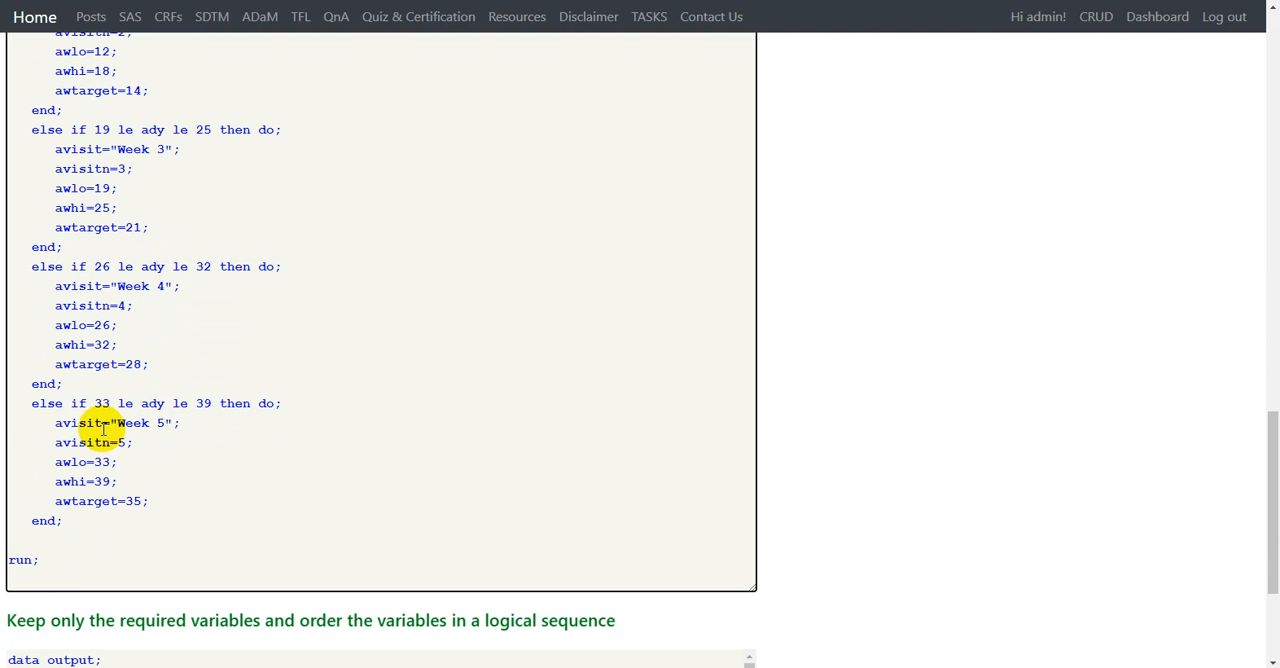 Home Posts SAS CRFs SDTM ADaM TFL QnA Quiz & Certification Resources Disclaimer TASKS Contact Us Hi admin! CRUD Dashboard Log out
avisitn=2;
awlo=12;
awhi=18;
awtarget=14;
end;
else if 19 le ady le 25 then do;
avisit="Week 3";
avisitn=3;
awlo=19;
awhi=25;
awtarget=21;
end;
else if 26 le ady le 32 then do;
avisit="Week 4";
avisitn=4;
awlo=26;
awhi=32;
awtarget=28;
end;
else if 33 le ady le 39 then do;
avisit="Week 5";
avisitn=5;
awlo=33;
awhi=39;
awtarget=35;
end;
run;
Keep only the required variables and order the variables in a logical sequence
data output;